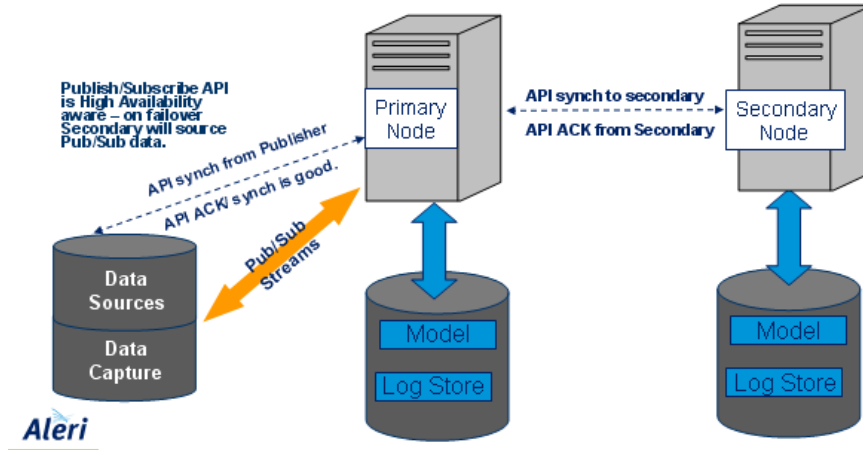 Publish/Subscribe API
is High Availability
aware – on failover
Secondary will source
Pub/Sub data.
API synch from Publisher
API ACK/ synch is good.
Pub/Sub
Streams
Primary
Node
API synch to secondary
API ACK from Secondary
Secondary
Node
Data
Sources
Data
Capture
Model
Log Store
Model
Log Store
Aleri